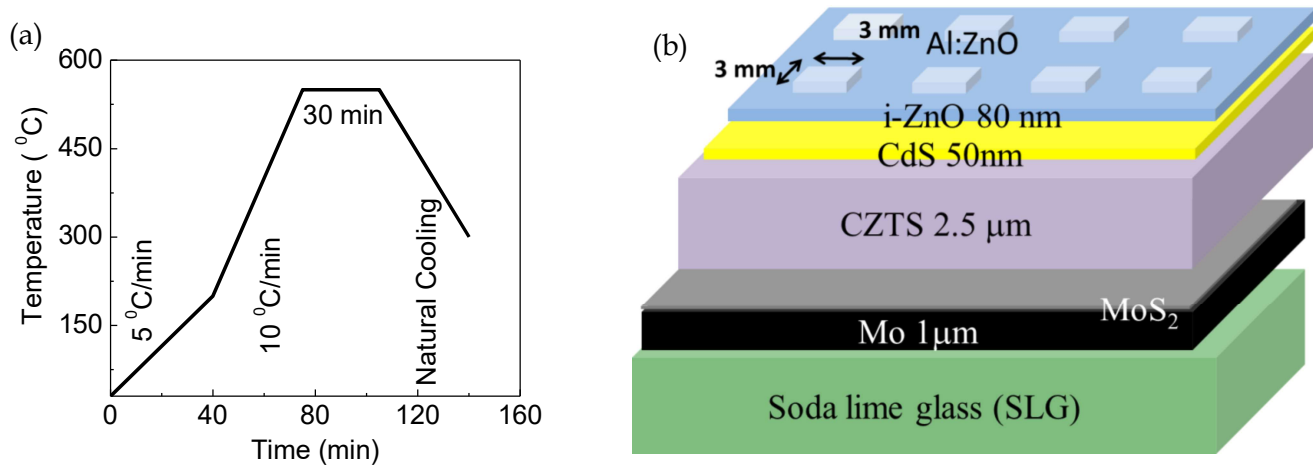 (a)
600
450
300
150
0
40
80
120
160
Temperature ( ⁰C)
Time (min)
5 ⁰C/min
10 ⁰C/min
30 min
Natural Cooling
(b)
3 mm
Al:ZnO
3 mm
i-ZnO 80 nm
CdS 50nm
CZTS 2.5 μm
MoS₂
Mo 1μm
Soda lime glass (SLG)